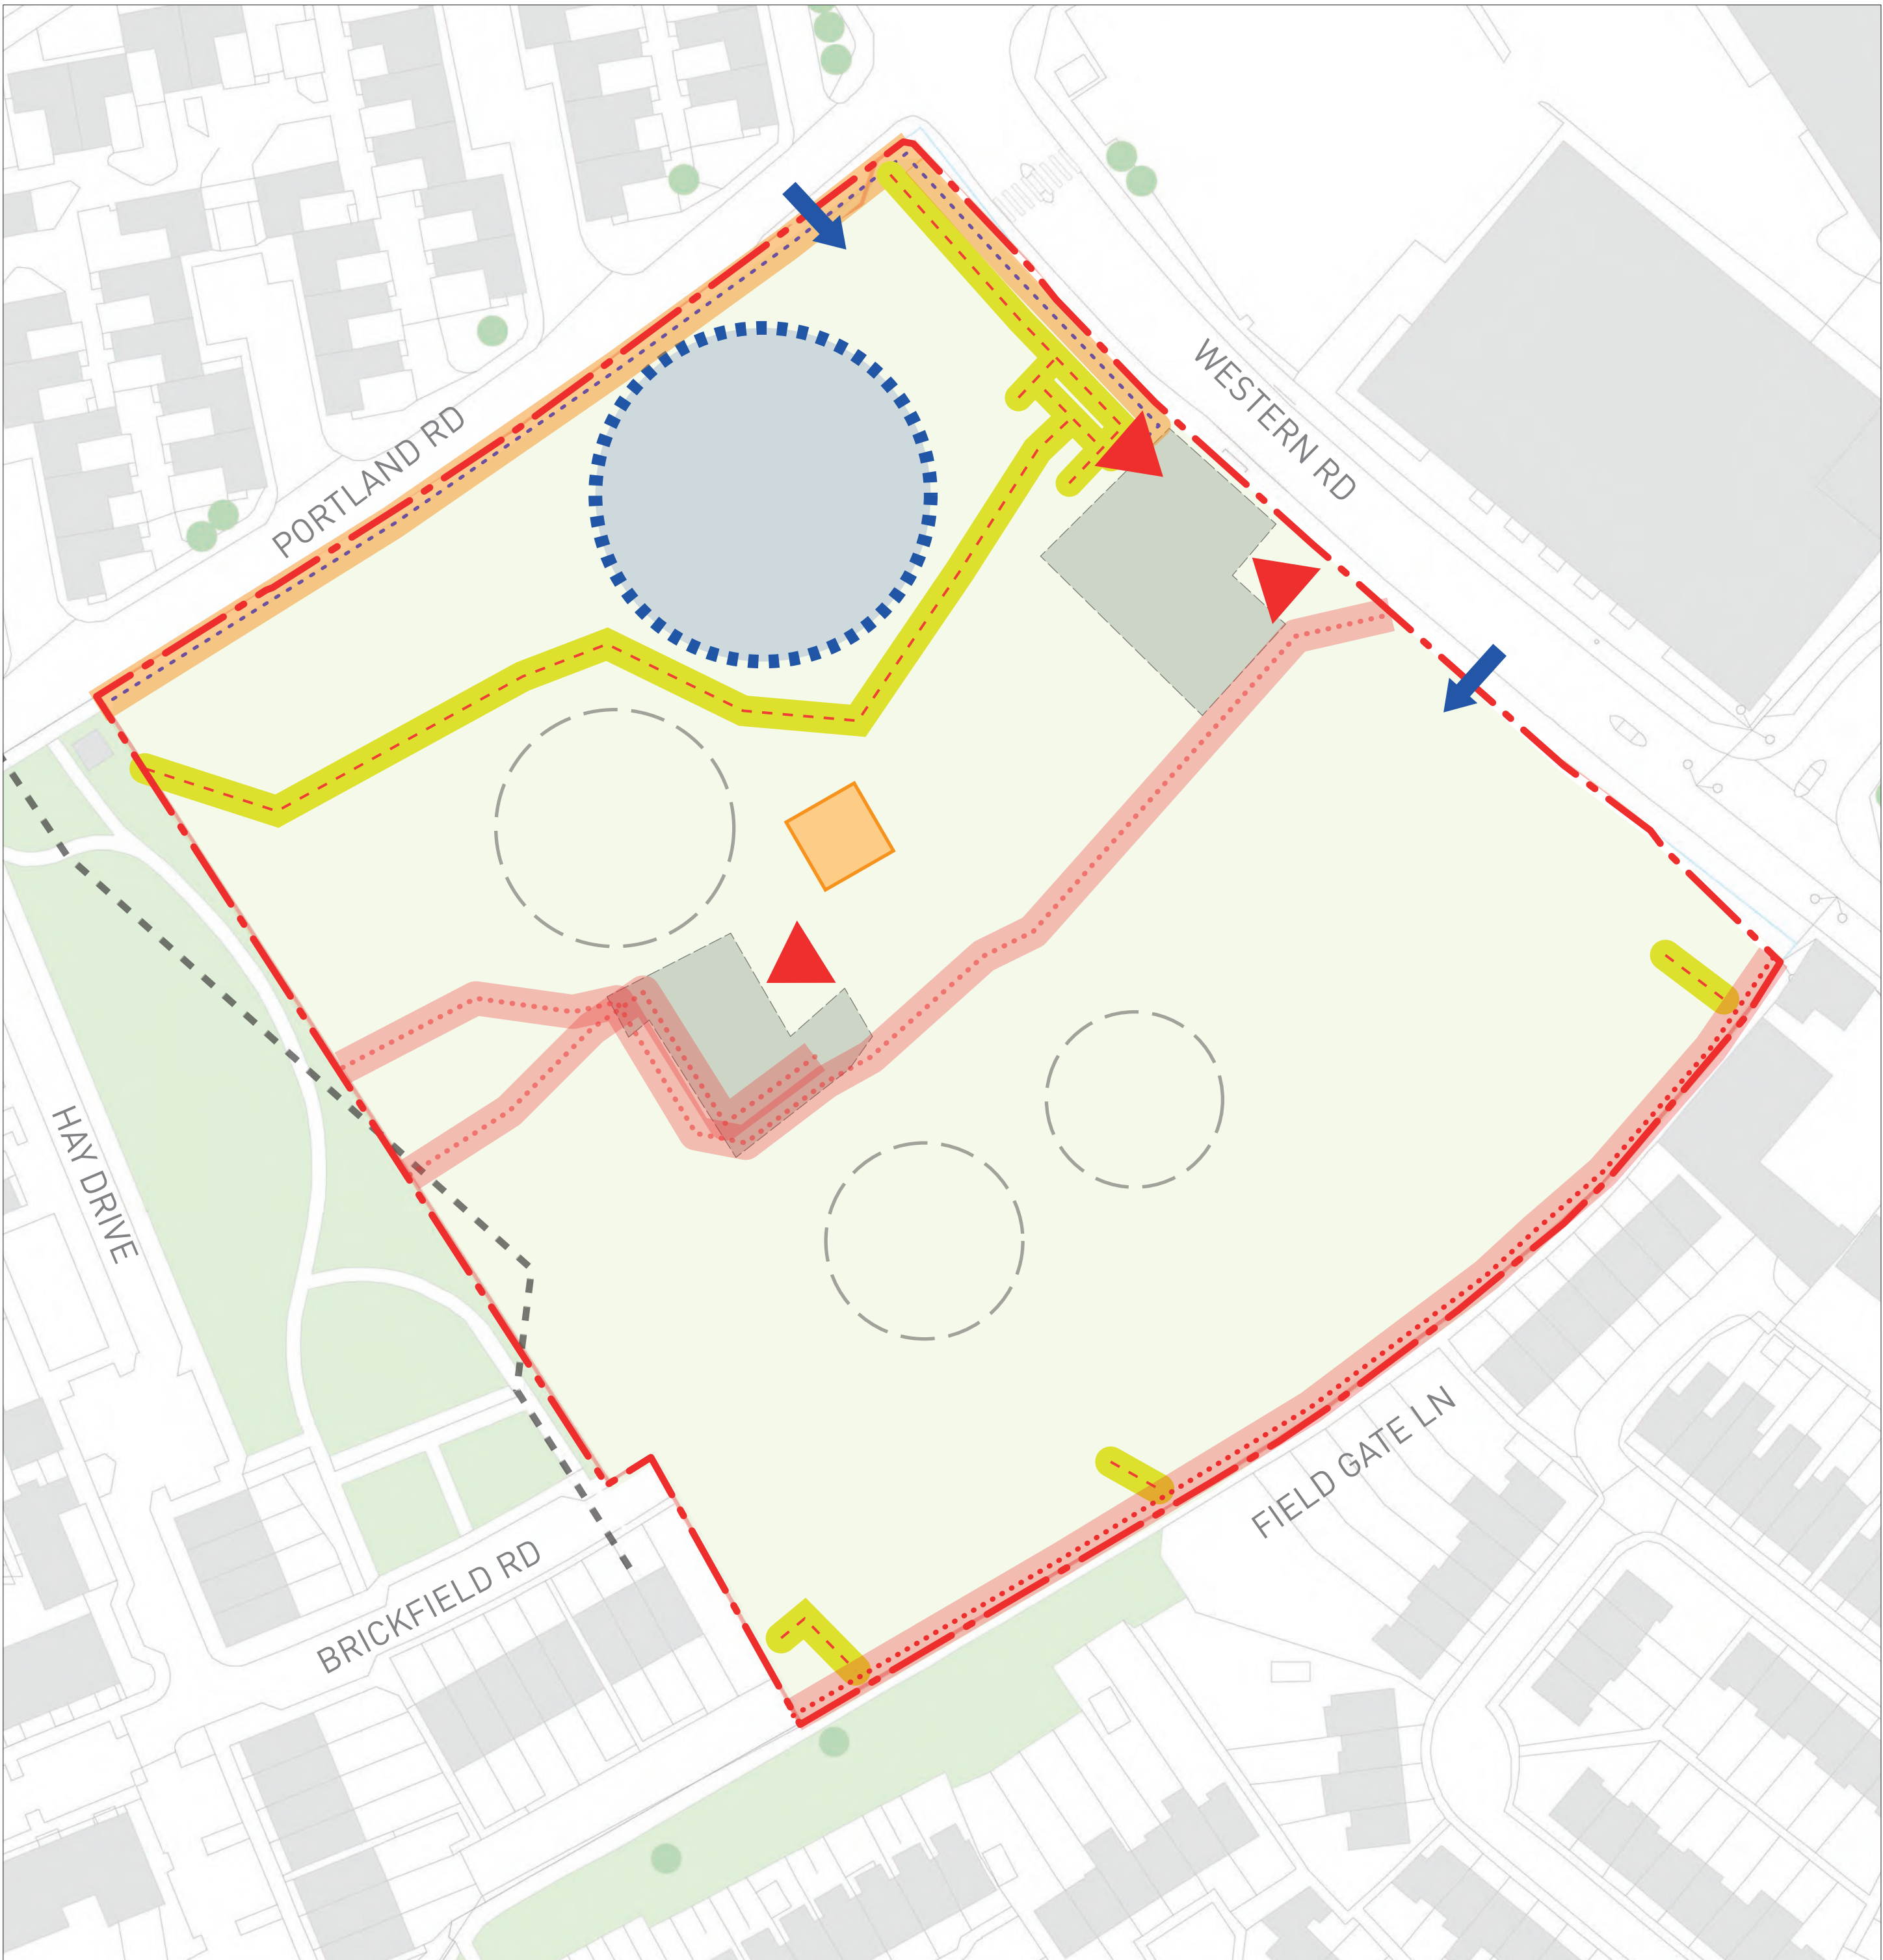 WESTERN RD
PORTLAND RD
HAY DRIVE
FIELD GATE LN
BRICKFIELD RD